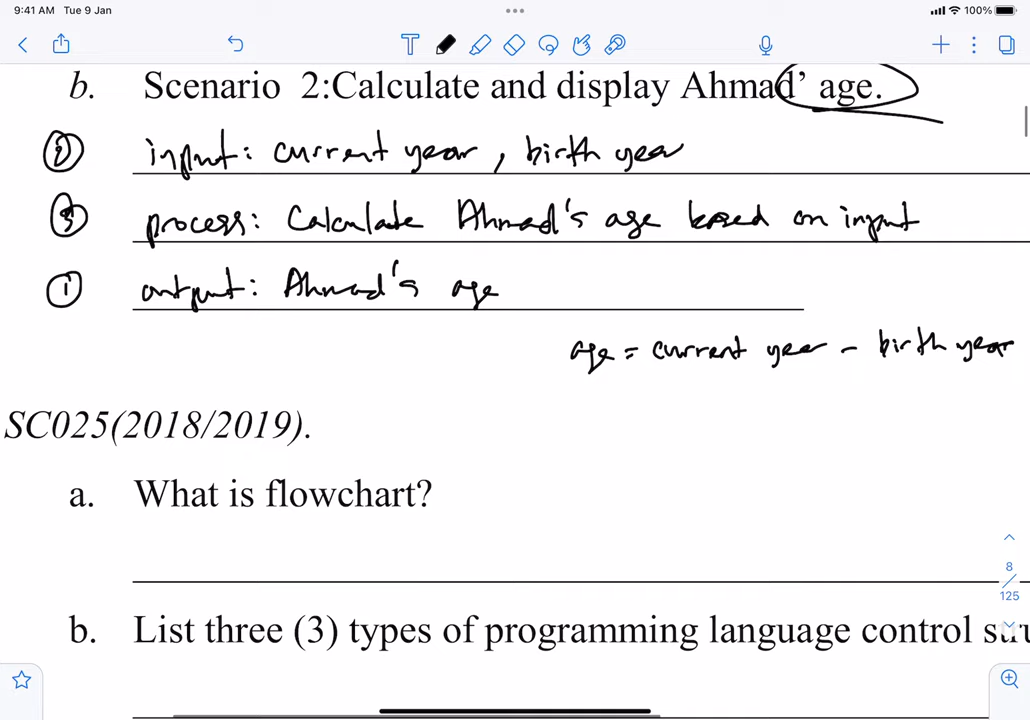 9:41 AM Tue 9 Jan
100%
b. Scenario 2:Calculate and display Ahmad’ age.
② input: current year, birth year
③ process: Calculate Ahmad's age based on input
① output: Ahmad's age
age = current year - birth year
SC025(2018/2019).
a. What is flowchart?
8
125
b. List three (3) types of programming language control stru